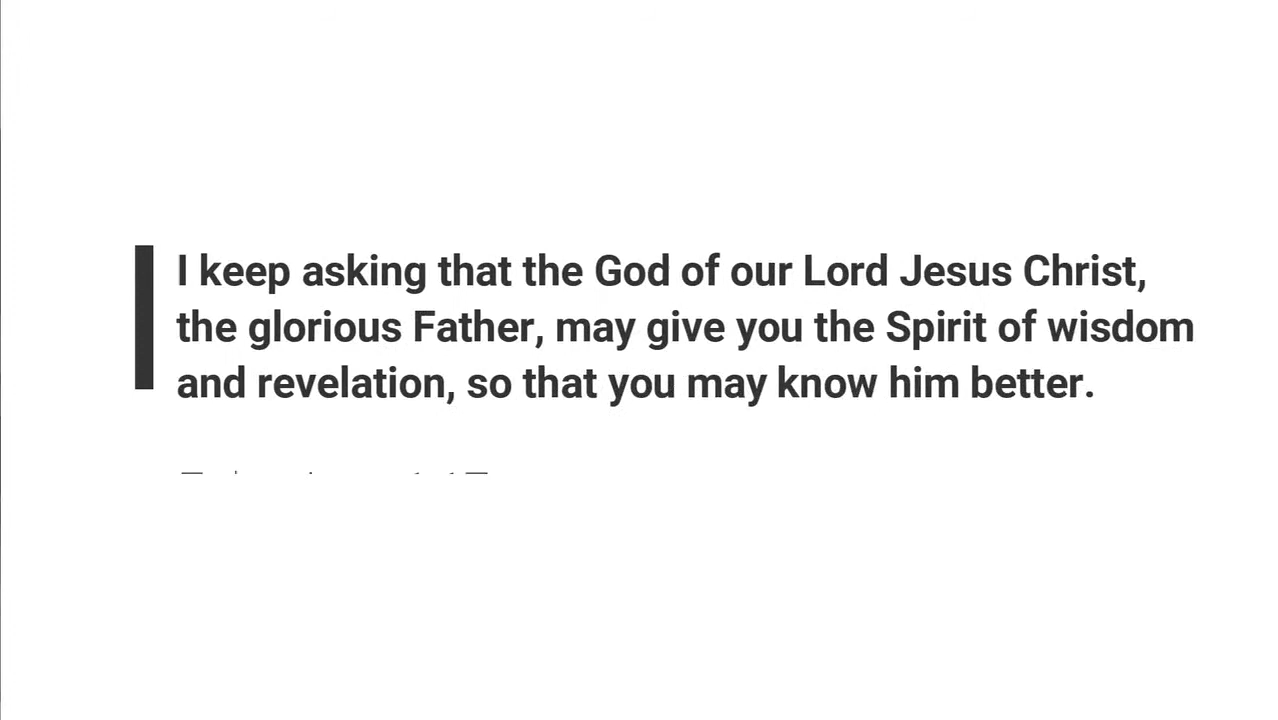 I keep asking that the God of our Lord Jesus Christ,
the glorious Father, may give you the Spirit of wisdom
and revelation, so that you may know him better.